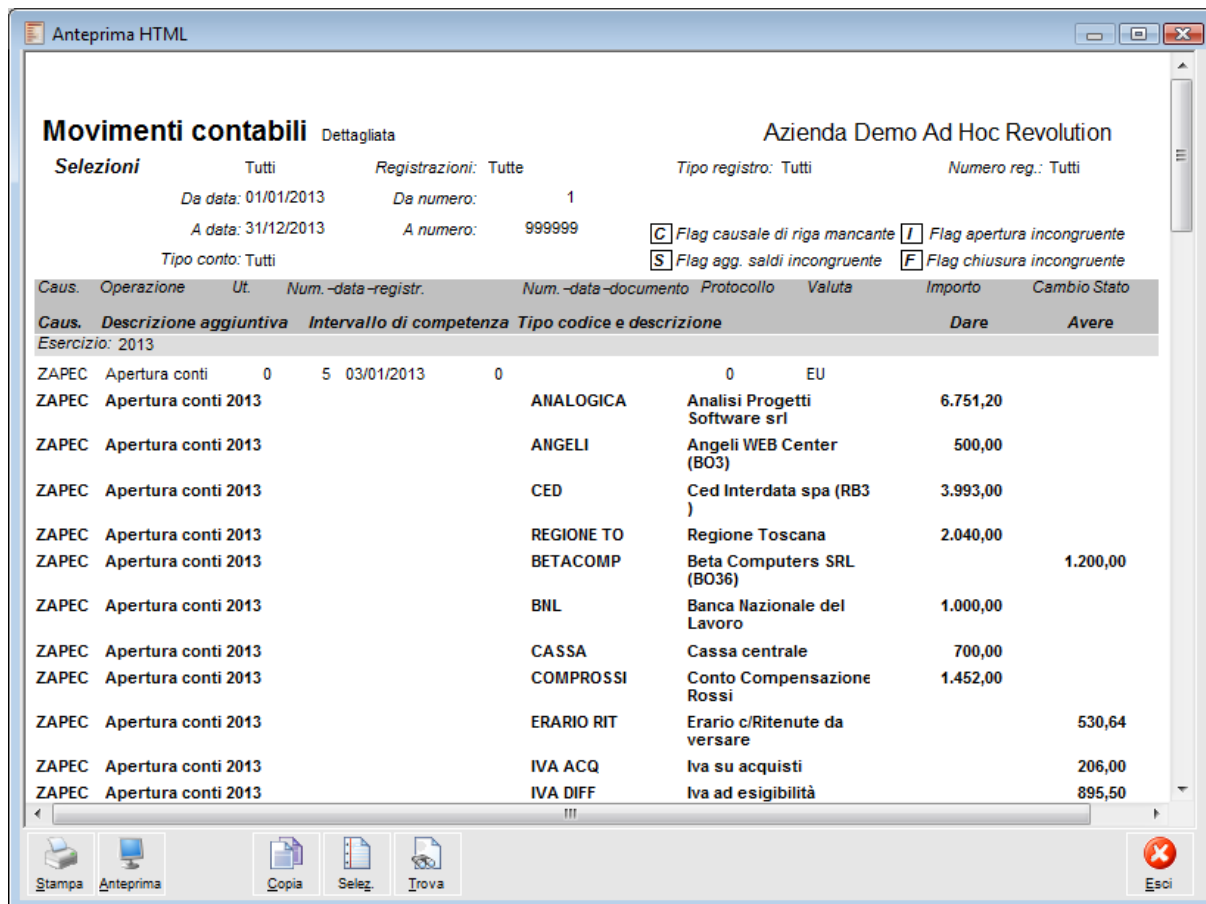 Anteprima HTML
Movimenti contabili Dettagliata Azienda Demo Ad Hoc Revolution
Selezioni Tutti Registrazioni: Tutte Tipo registro: Tutti Numero reg.: Tutti
Da data: 01/01/2013 Da numero: 1
A data: 31/12/2013 A numero: 999999 C Flag causale di riga mancante I Flag apertura incongruente
Tipo conto: Tutti S Flag agg. saldi incongruente F Flag chiusura incongruente
Caus. Operazione Ut. Num.-data-registr. Num.-data-documento Protocollo Valuta Importo Cambio Stato
Caus. Descrizione aggiuntiva Intervallo di competenza Tipo codice e descrizione Dare Avere
Esercizio: 2013
ZAPEC Apertura conti 0 5 03/01/2013 0 0 EU
ZAPEC Apertura conti 2013 ANALOGICA Analisi Progetti 6.751,20
Software srl
ZAPEC Apertura conti 2013 ANGELI Angeli WEB Center 500,00
(BO3)
ZAPEC Apertura conti 2013 CED Ced Interdata spa (RB3 3.993,00
)
ZAPEC Apertura conti 2013 REGIONE TO Regione Toscana 2.040,00
ZAPEC Apertura conti 2013 BETACOMP Beta Computers SRL 1.200,00
(BO36)
ZAPEC Apertura conti 2013 BNL Banca Nazionale del 1.000,00
Lavoro
ZAPEC Apertura conti 2013 CASSA Cassa centrale 700,00
ZAPEC Apertura conti 2013 COMPROSSI Conto Compensazione 1.452,00
Rossi
ZAPEC Apertura conti 2013 ERARIO RIT Erario c/Ritenute da 530,64
versare
ZAPEC Apertura conti 2013 IVA ACQ Iva su acquisti 206,00
ZAPEC Apertura conti 2013 IVA DIFF Iva ad esigibilità 895,50
Stampa Anteprima Copia Selez. Trova Esci